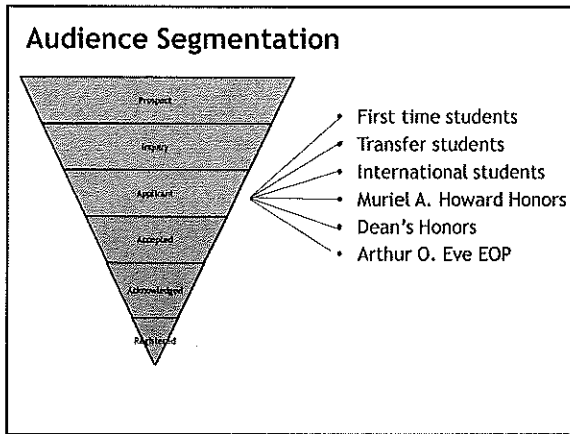 Audience Segmentation
Prospect
Inquiry
Applicant
Accepted
Acknowledged
Registered
• First time students
• Transfer students
• International students
• Muriel A. Howard Honors
• Dean's Honors
• Arthur O. Eve EOP